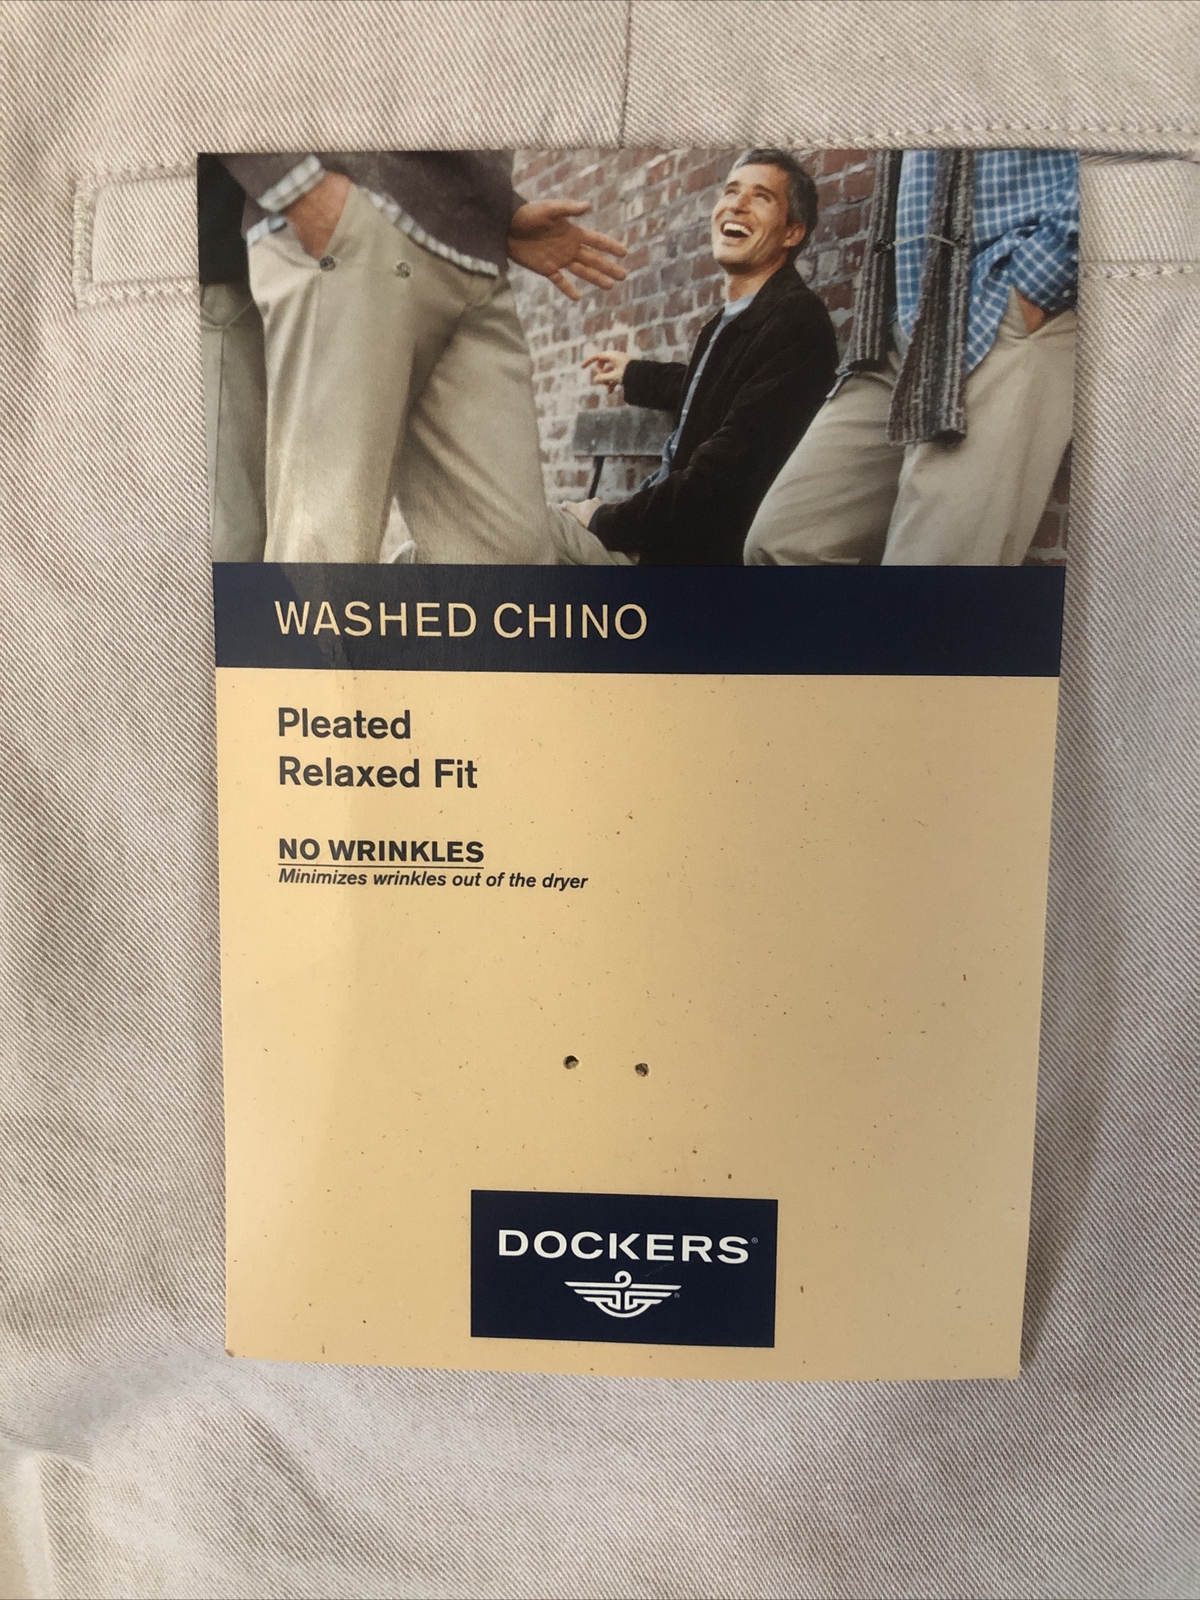 WASHED CHINO
Pleated
Relaxed Fit
NO WRINKLES
Minimizes wrinkles out of the dryer
DOCKERS®
®